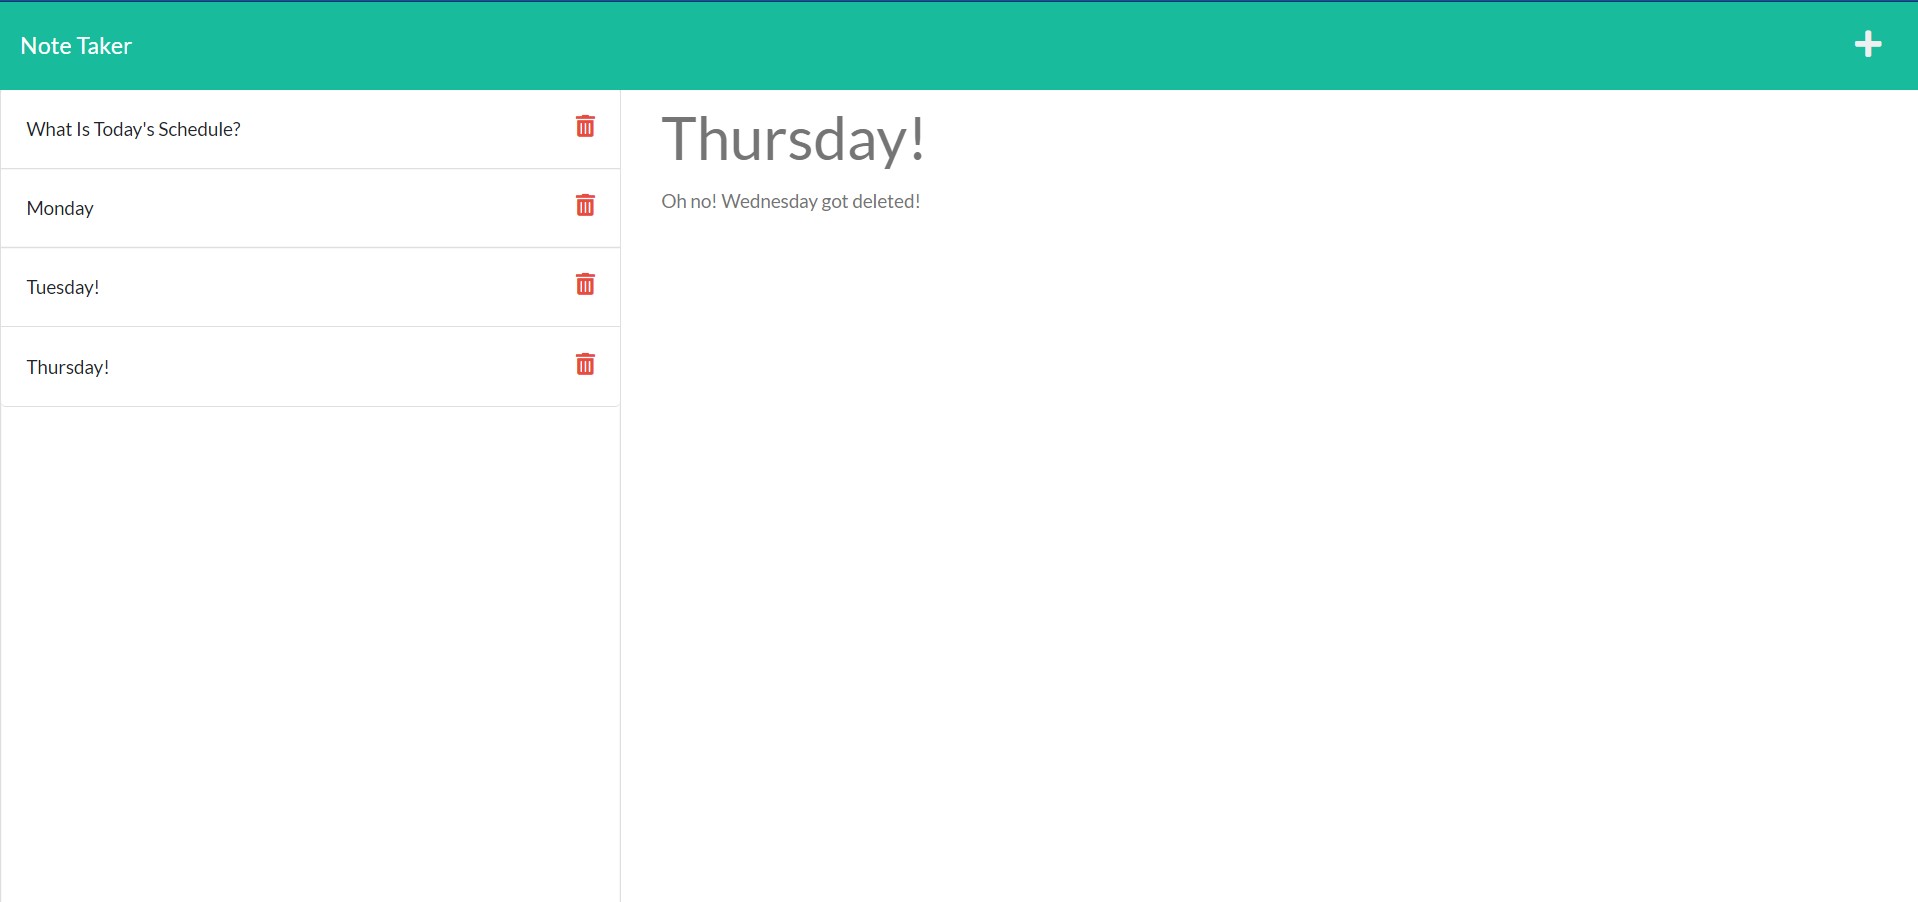 Note Taker
What Is Today's Schedule?
Monday
Tuesday!
Thursday!
Thursday!
Oh no! Wednesday got deleted!